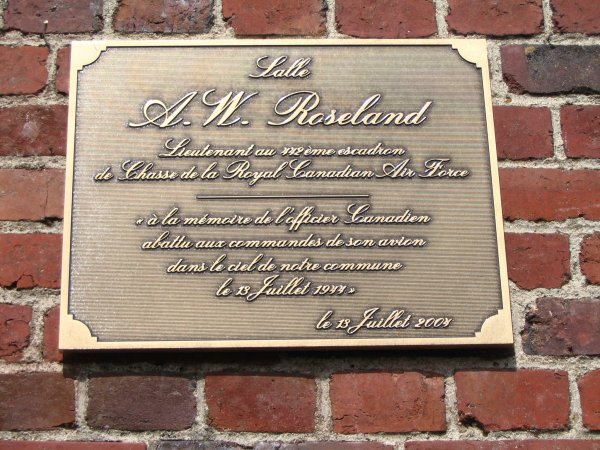 Salle
A. W. Roseland
Lieutenant au 442ème escadron
de Chasse de la Royal Canadian Air Force
« à la mémoire de l'officier Canadien
abattu aux commandes de son avion
dans le ciel de notre commune
le 13 Juillet 1944 »
le 13 Juillet 2004